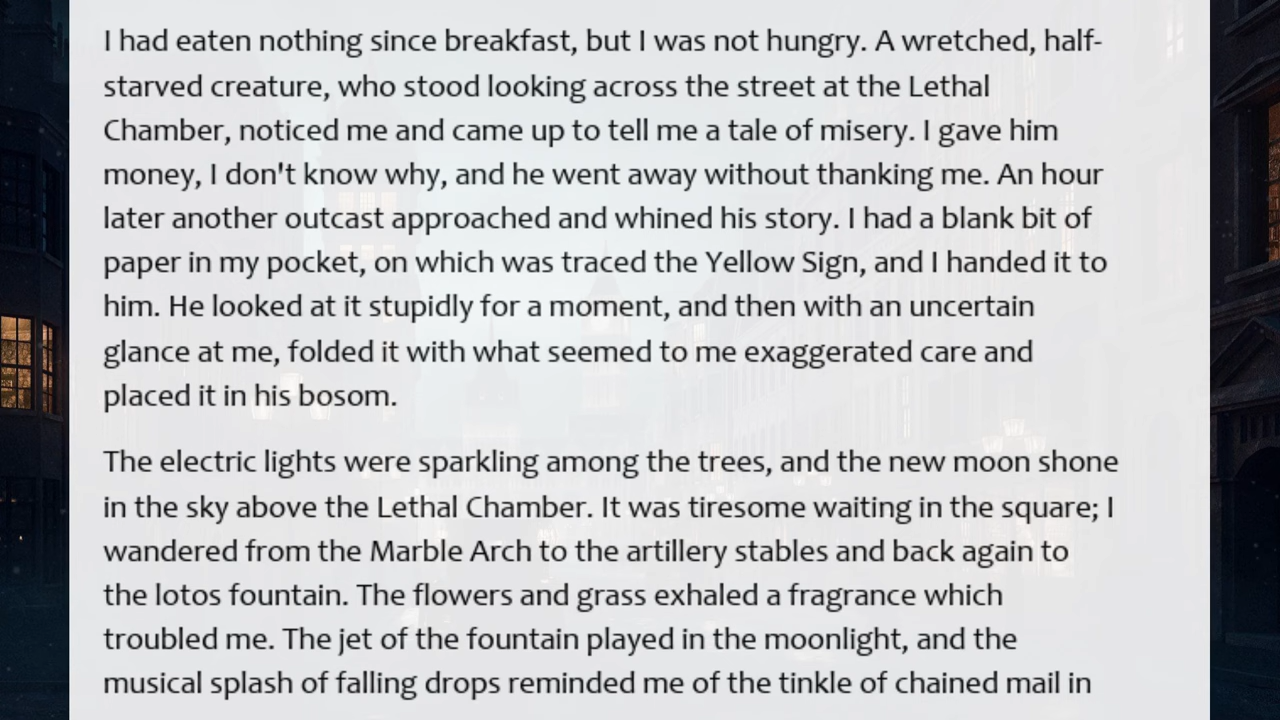 I had eaten nothing since breakfast, but I was not hungry. A wretched, half-
starved creature, who stood looking across the street at the Lethal
Chamber, noticed me and came up to tell me a tale of misery. I gave him
money, I don't know why, and he went away without thanking me. An hour
later another outcast approached and whined his story. I had a blank bit of
paper in my pocket, on which was traced the Yellow Sign, and I handed it to
him. He looked at it stupidly for a moment, and then with an uncertain
glance at me, folded it with what seemed to me exaggerated care and
placed it in his bosom.
The electric lights were sparkling among the trees, and the new moon shone
in the sky above the Lethal Chamber. It was tiresome waiting in the square; I
wandered from the Marble Arch to the artillery stables and back again to
the lotos fountain. The flowers and grass exhaled a fragrance which
troubled me. The jet of the fountain played in the moonlight, and the
musical splash of falling drops reminded me of the tinkle of chained mail in